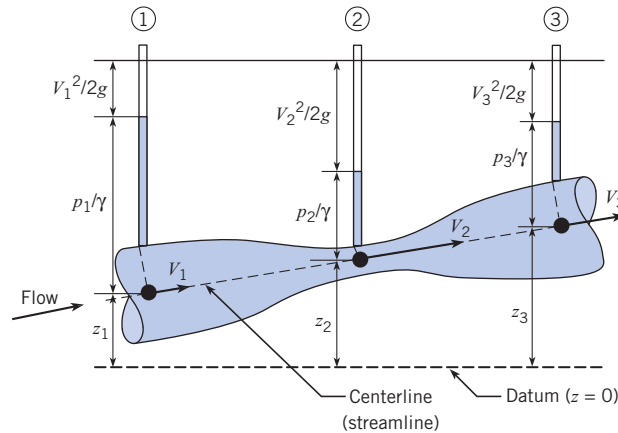 ① ② ③
V₁²/2g V₂²/2g V₃²/2g
p₁/γ p₂/γ p₃/γ
V₁ V₂ V₃
Flow
z₁ z₂ z₃
Centerline
(streamline)
Datum (z = 0)